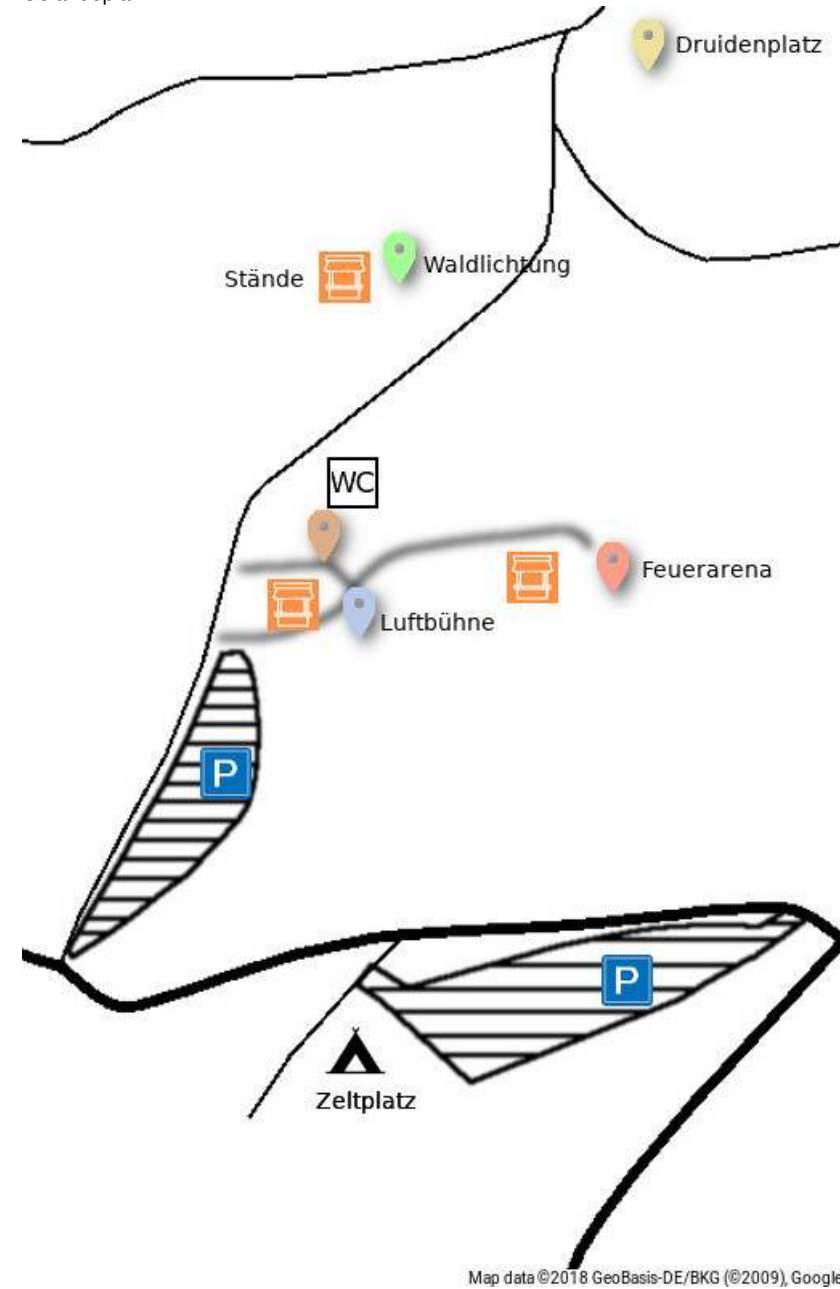 Druidenplatz
Waldlichtung
Stände
WC
Feuerarena
Luftbühne
P
P
Zeltplatz
Map data ©2018 GeoBasis-DE/BKG (©2009), Google